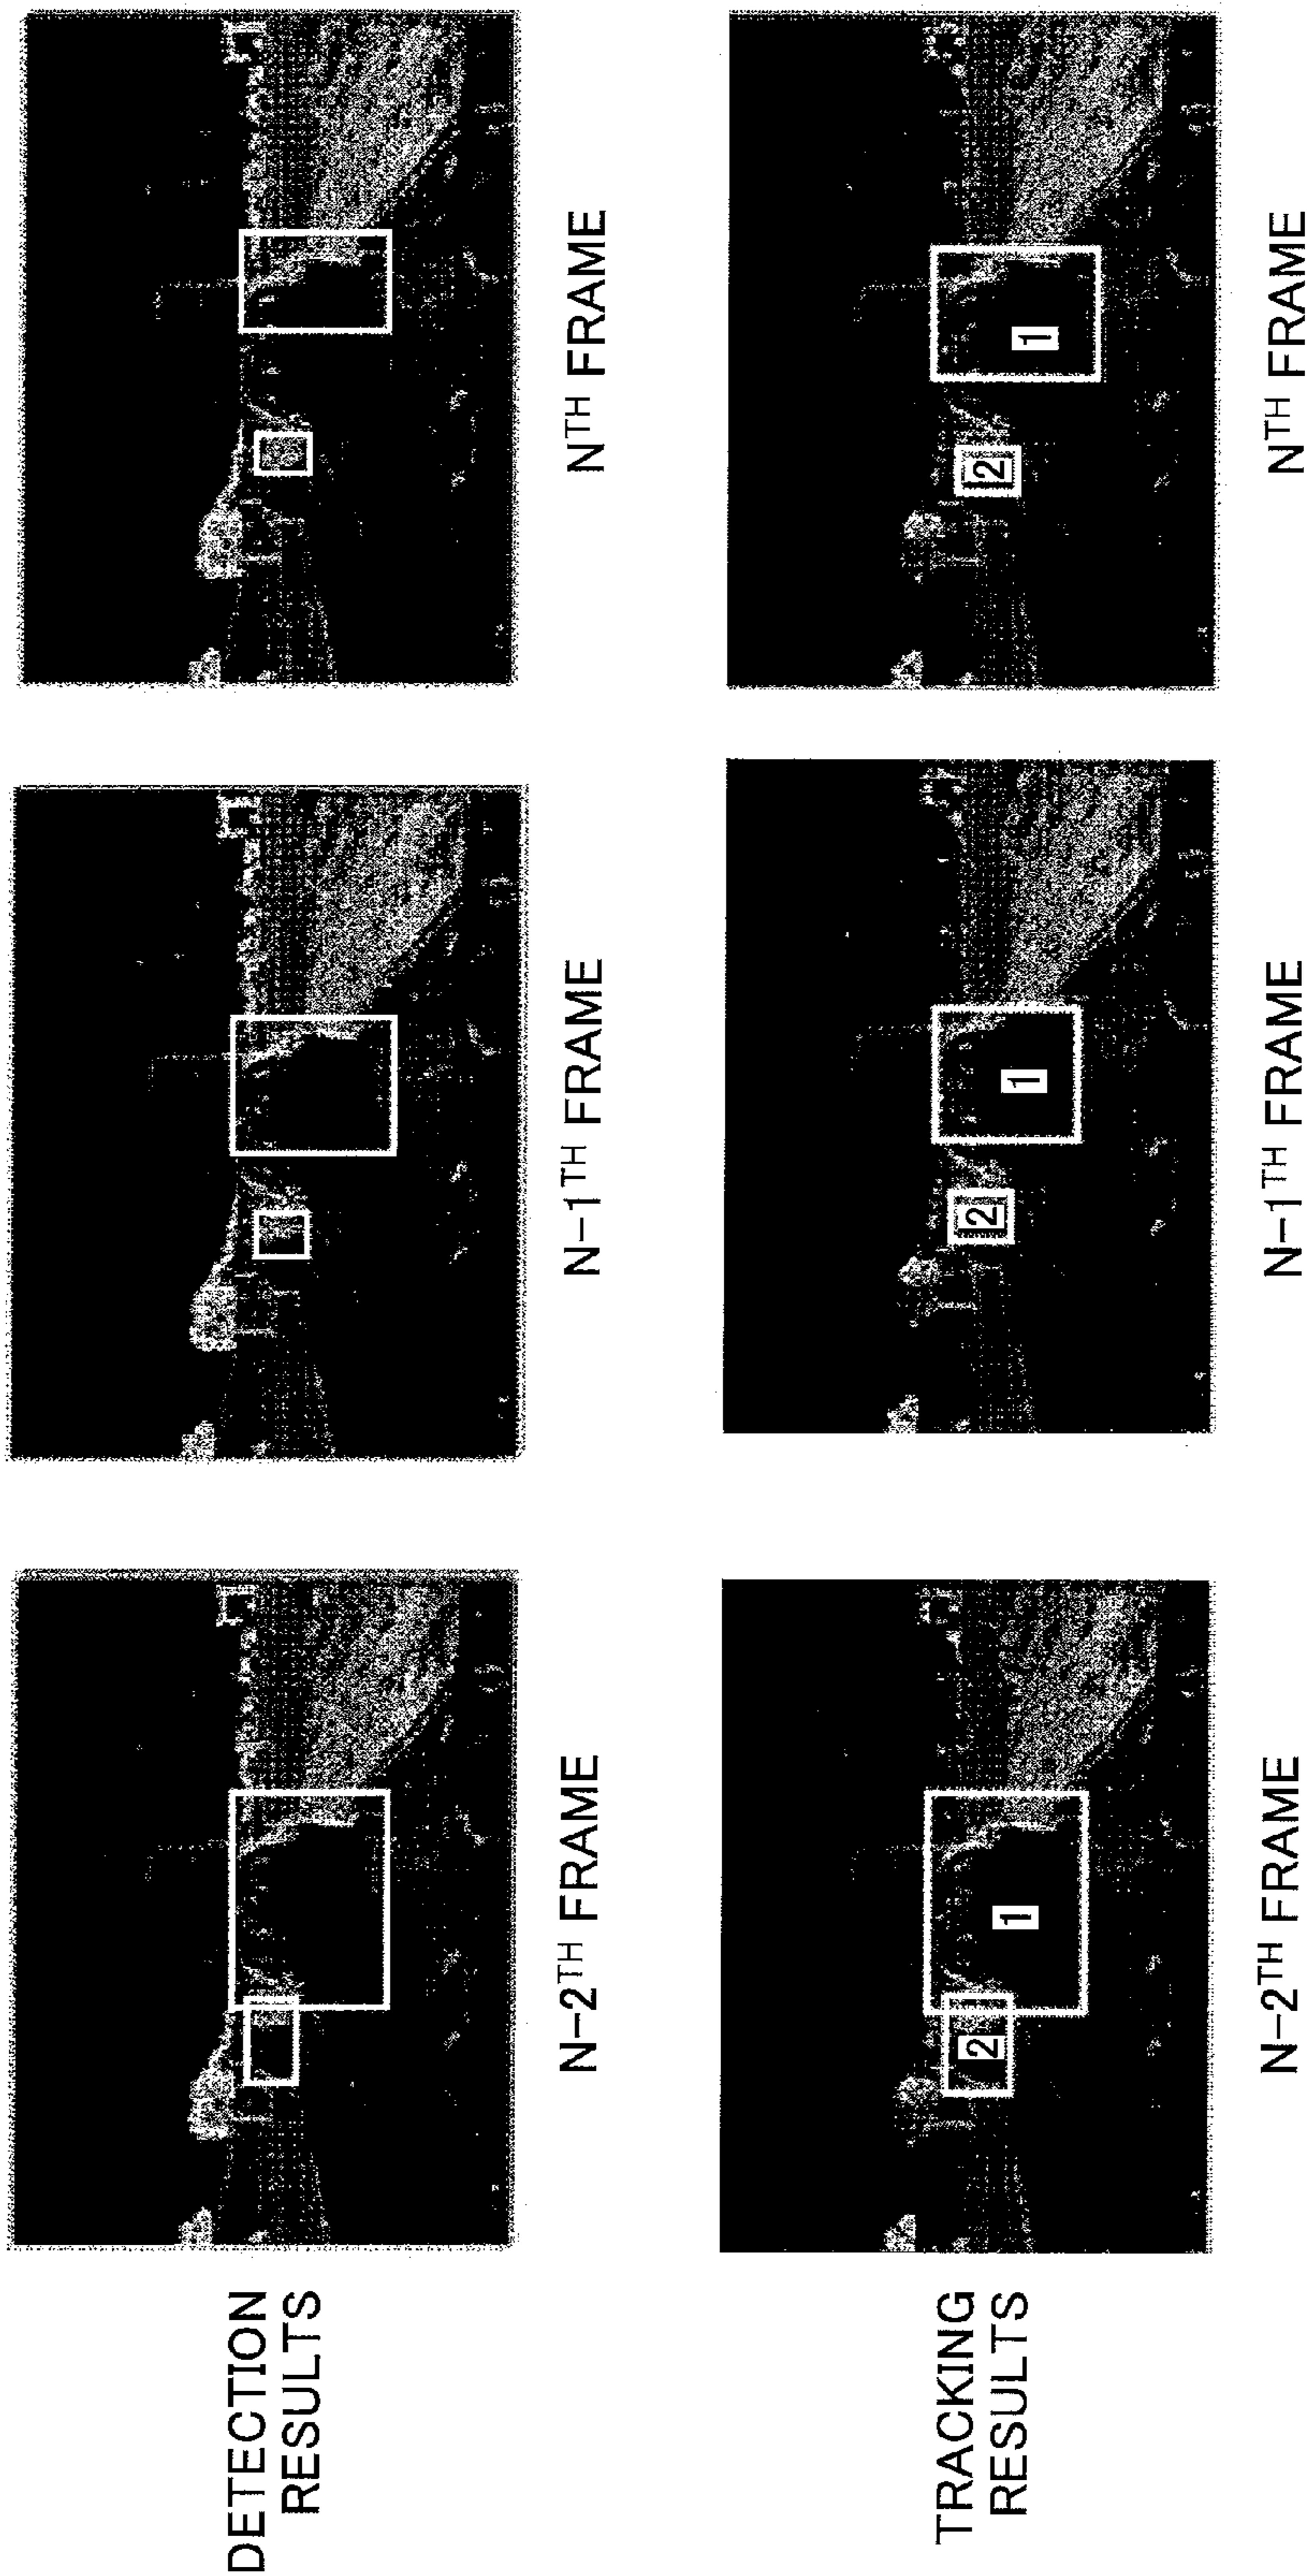 DETECTION
RESULTS
N-2TH FRAME
N-1TH FRAME
NTH FRAME
TRACKING
RESULTS
2
1
2
1
2
1
N-2TH FRAME
N-1TH FRAME
NTH FRAME